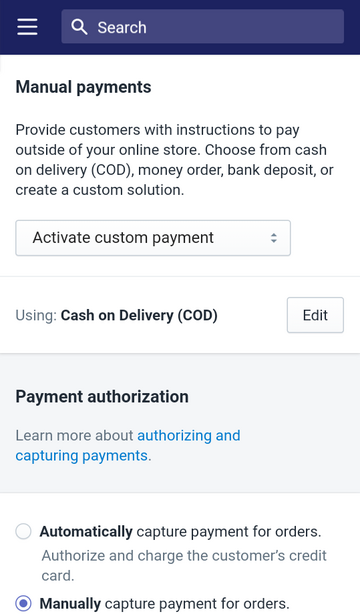 Search
Manual payments
Provide customers with instructions to pay
outside of your online store. Choose from cash
on delivery (COD), money order, bank deposit, or
create a custom solution.
Activate custom payment
Using: Cash on Delivery (COD)
Edit
Payment authorization
Learn more about authorizing and
capturing payments.
Automatically capture payment for orders.
Authorize and charge the customer's credit
card.
Manually capture payment for orders.